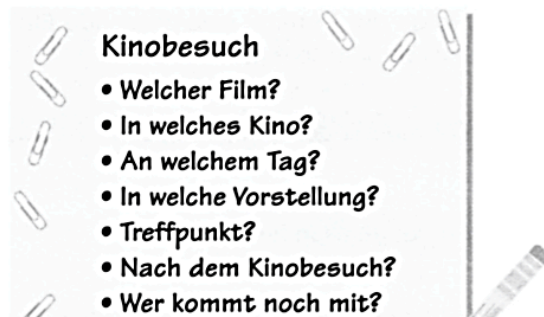 Kinobesuch
• Welcher Film?
• In welches Kino?
• An welchem Tag?
• In welche Vorstellung?
• Treffpunkt?
• Nach dem Kinobesuch?
• Wer kommt noch mit?